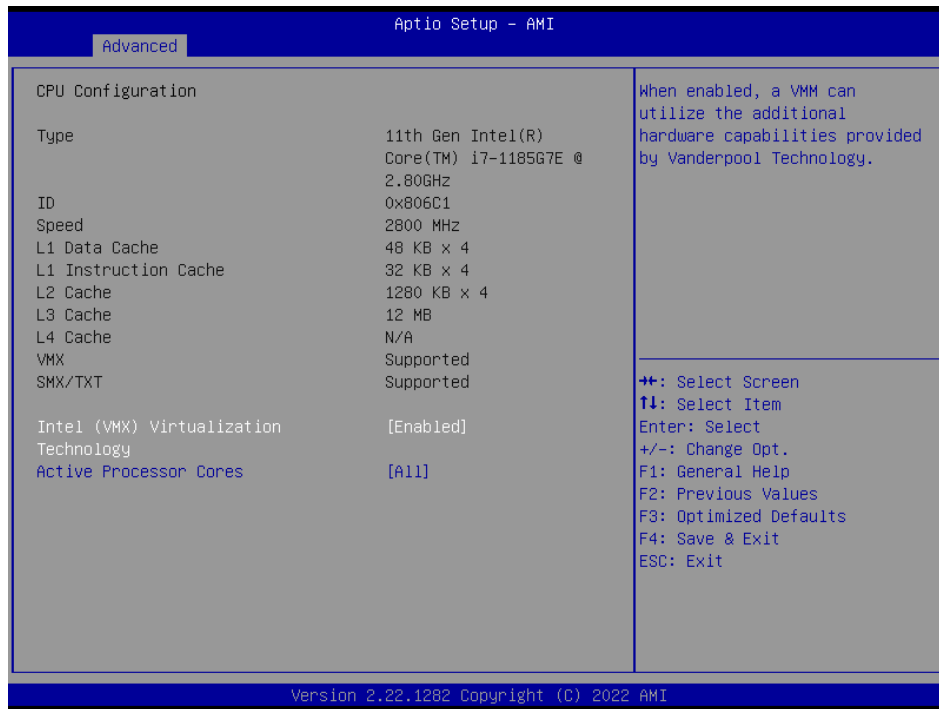 Aptio Setup - AMI
Advanced
CPU Configuration
Type 11th Gen Intel(R)
Core(TM) i7-1185G7E @
2.80GHz
ID 0x806C1
Speed 2800 MHz
L1 Data Cache 48 KB x 4
L1 Instruction Cache 32 KB x 4
L2 Cache 1280 KB x 4
L3 Cache 12 MB
L4 Cache N/A
VMX Supported
SMX/TXT Supported
Intel (VMX) Virtualization [Enabled]
Technology
Active Processor Cores [All]
When enabled, a VMM can
utilize the additional
hardware capabilities provided
by Vanderpool Technology.
→←: Select Screen
↑↓: Select Item
Enter: Select
+/-: Change Opt.
F1: General Help
F2: Previous Values
F3: Optimized Defaults
F4: Save & Exit
ESC: Exit
Version 2.22.1282 Copyright (C) 2022 AMI